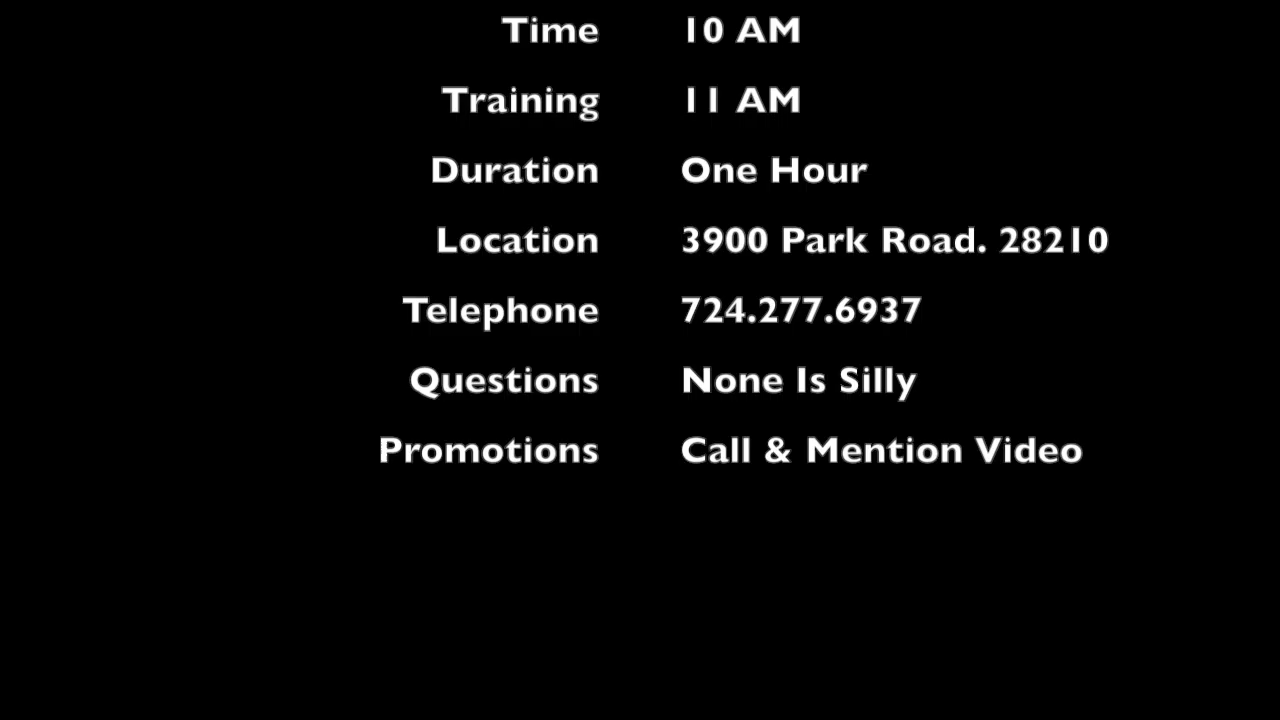 Time 10 AM
Training 11 AM
Duration One Hour
Location 3900 Park Road. 28210
Telephone 724.277.6937
Questions None Is Silly
Promotions Call & Mention Video